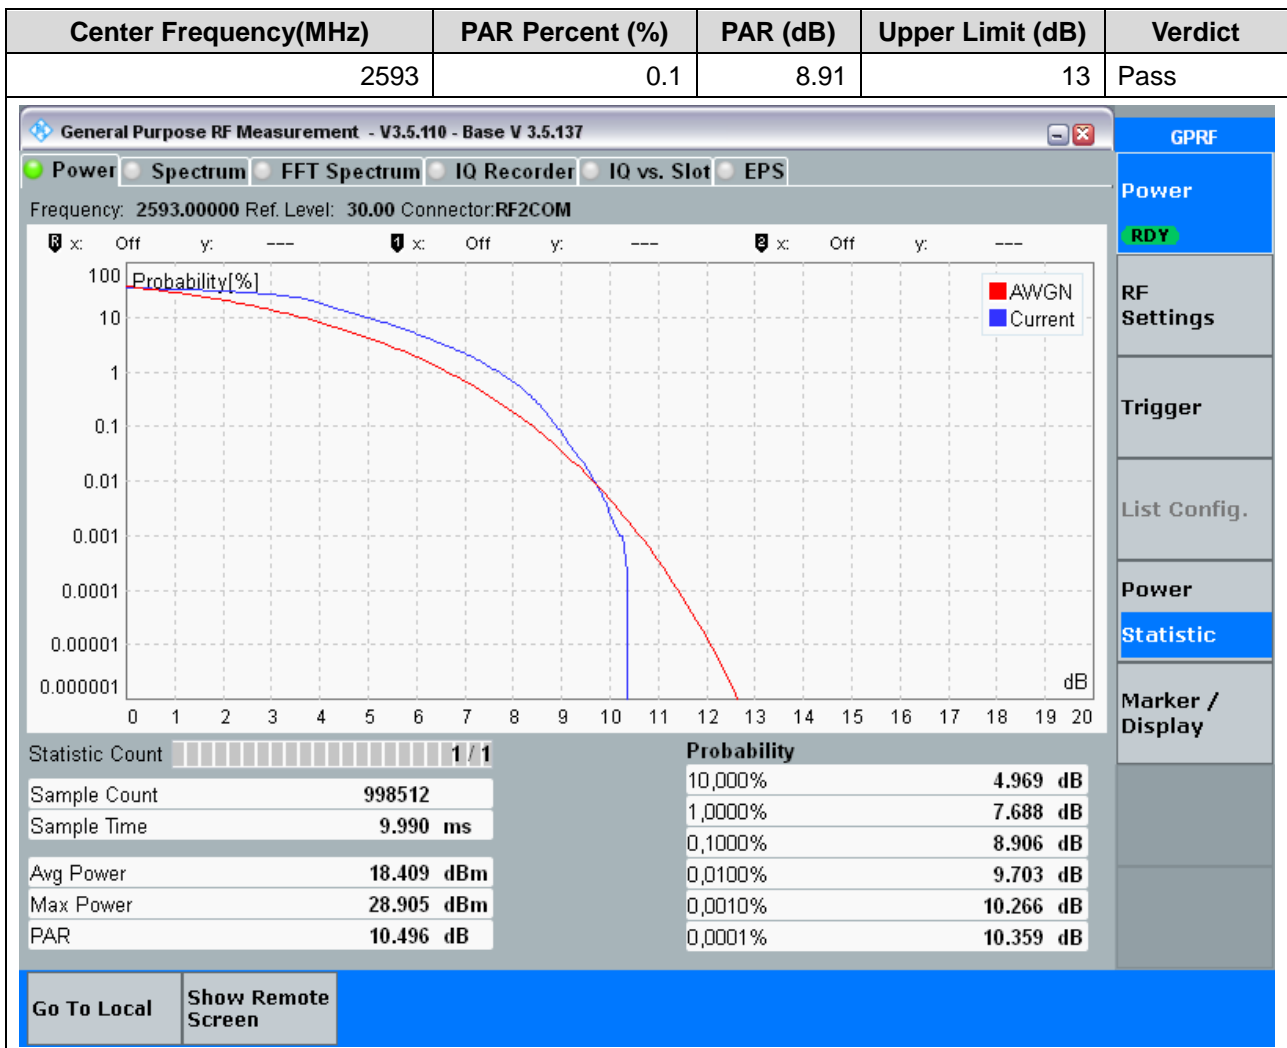 Center Frequency(MHz) PAR Percent (%) PAR (dB) Upper Limit (dB) Verdict
2593 0.1 8.91 13 Pass
General Purpose RF Measurement - V3.5.110 - Base V 3.5.137
GPRF
Power Spectrum FFT Spectrum IQ Recorder IQ vs. Slot EPS
Frequency: 2593.00000 Ref. Level: 30.00 Connector:RF2COM
R x: Off y: --- 1 x: Off y: --- 2 x: Off y: ---
Probability[%]
100
10
1
0.1
0.01
0.001
0.0001
0.00001
0.000001
AWGN
Current
dB
0 1 2 3 4 5 6 7 8 9 10 11 12 13 14 15 16 17 18 19 20
Statistic Count 1 / 1
Sample Count 998512
Sample Time 9.990 ms
Avg Power 18.409 dBm
Max Power 28.905 dBm
PAR 10.496 dB
Probability
10,000% 4.969 dB
1,0000% 7.688 dB
0,1000% 8.906 dB
0,0100% 9.703 dB
0,0010% 10.266 dB
0,0001% 10.359 dB
Power
RDY
RF
Settings
Trigger
List Config.
Power
Statistic
Marker /
Display
Go To Local
Show Remote
Screen